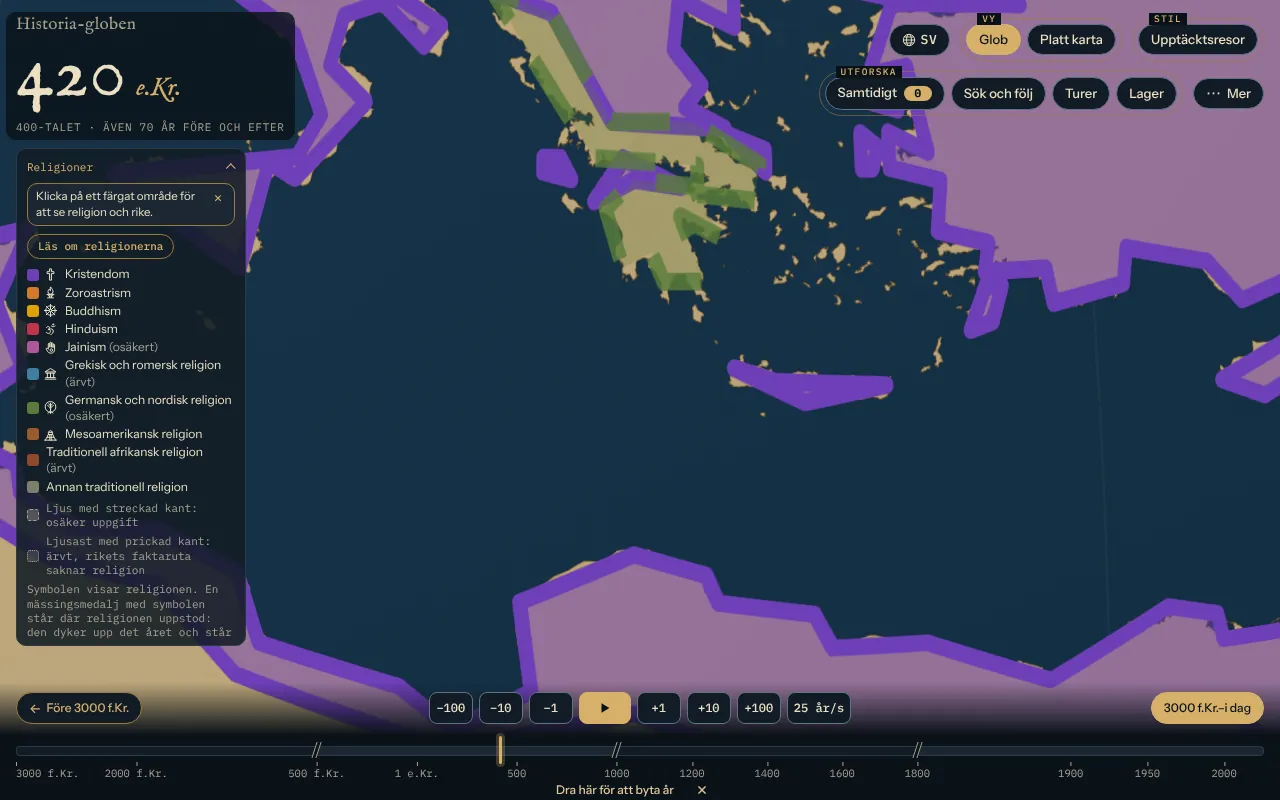 Historia-globen
420 e.Kr.
400-TALET · ÄVEN 70 ÅR FÖRE OCH EFTER
SV
VY
Glob
Platt karta
STIL
Upptäcktsresor
UTFORSKA
Samtidigt 0
Sök och följ
Turer
Lager
··· Mer
Religioner
Klicka på ett färgat område för
att se religion och rike.
×
Läs om religionerna
Kristendom
Zoroastrism
Buddhism
Hinduism
Jainism (osäkert)
Grekisk och romersk religion
(ärvt)
Germansk och nordisk religion
(osäkert)
Mesoamerikansk religion
Traditionell afrikansk religion
(ärvt)
Annan traditionell religion
Ljus med streckad kant:
osäker uppgift
Ljusast med prickad kant:
ärvt, rikets faktaruta
saknar religion
Symbolen visar religionen. En
mässingsmedalj med symbolen
står där religionen uppstod:
den dyker upp det året och står
← Före 3000 f.Kr.
−100
−10
−1
+1
+10
+100
25 år/s
3000 f.Kr.–i dag
3000 f.Kr.
2000 f.Kr.
500 f.Kr.
1 e.Kr.
500
1000
1200
1400
1600
1800
1900
1950
2000
Dra här för att byta år ×